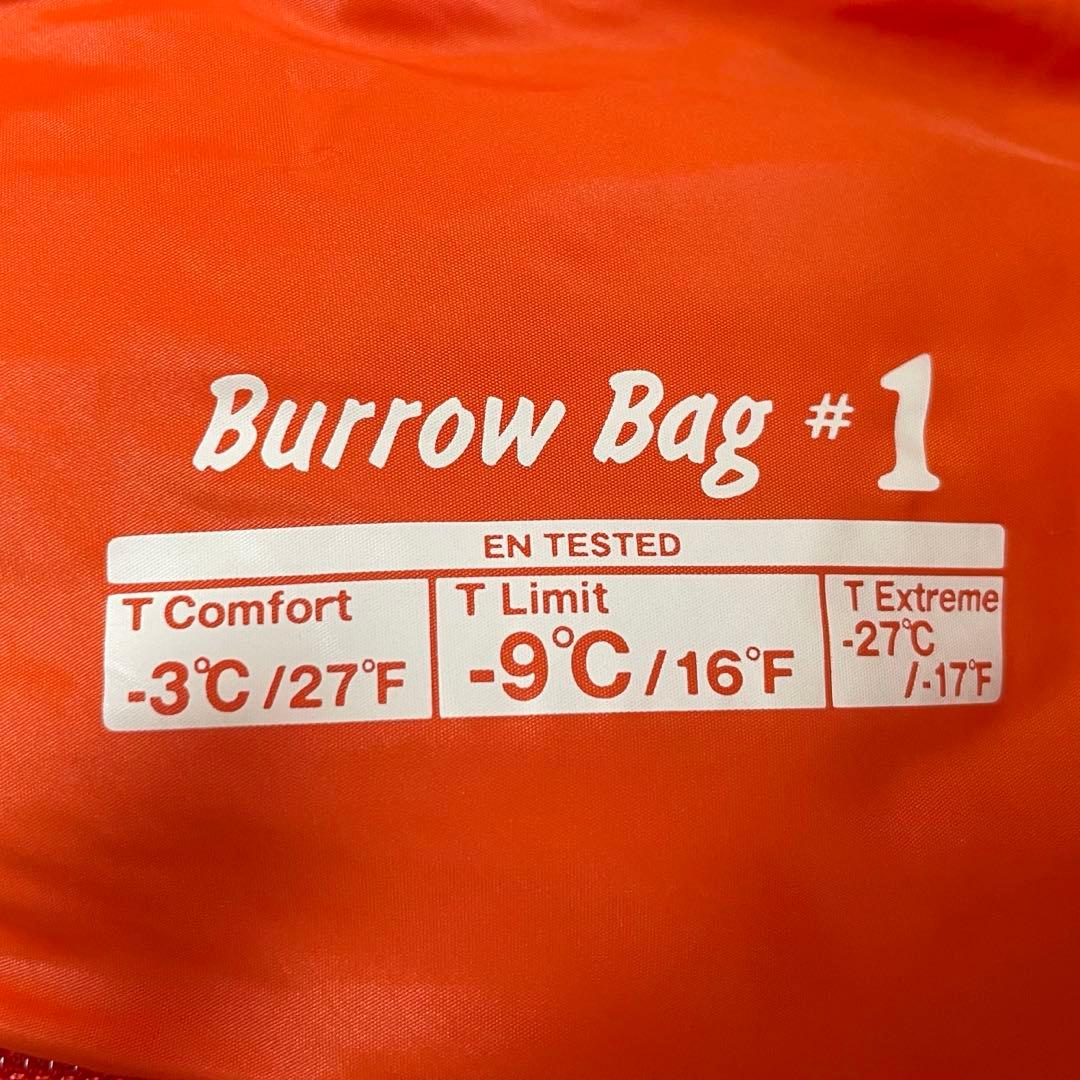 Burrow Bag #1
EN TESTED
T Comfort
-3℃/27°F
T Limit
-9℃/16°F
T Extreme
-27℃
/-17°F